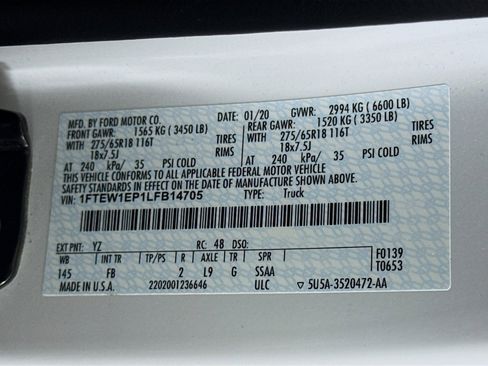 MFD. BY FORD MOTOR CO. 01/20 GVWR: 2994 KG ( 6600 LB)
FRONT GAWR: 1565 KG ( 3450 LB) REAR GAWR: 1520 KG ( 3350 LB)
WITH 275/65R18 116T TIRES WITH 275/65R18 116T TIRES
18x7.5J RIMS 18x7.5J RIMS
AT 240 kPa/ 35 PSI COLD AT 240 kPa/ 35 PSI COLD
THIS VEHICLE CONFORMS TO ALL APPLICABLE FEDERAL MOTOR VEHICLE
SAFETY AND THEFT PREVENTION STANDARDS IN EFFECT ON THE DATE OF MANUFACTURE SHOWN ABOVE.
VIN: 1FTEW1EP1LFB14705 TYPE: Truck
F0139
T0653
EXT PNT: YZ RC: 48 DSO:
WB INT TR TP/PS R AXLE TR SPR
145 FB 2 L9 G SSAA
MADE IN U.S.A. 2202001236646 ULC ▽ 5U5A-3520472-AA